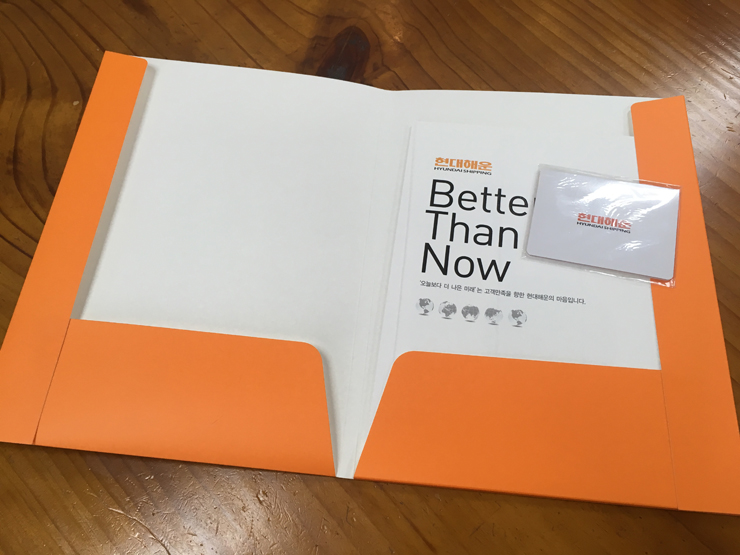 현대해운
HYUNDAI SHIPPING
Better
Than
Now
'오늘보다 더 나은 미래'는 고객만족을 향한 현대해운의 마음입니다.
현대해운
HYUNDAI SHIPPING